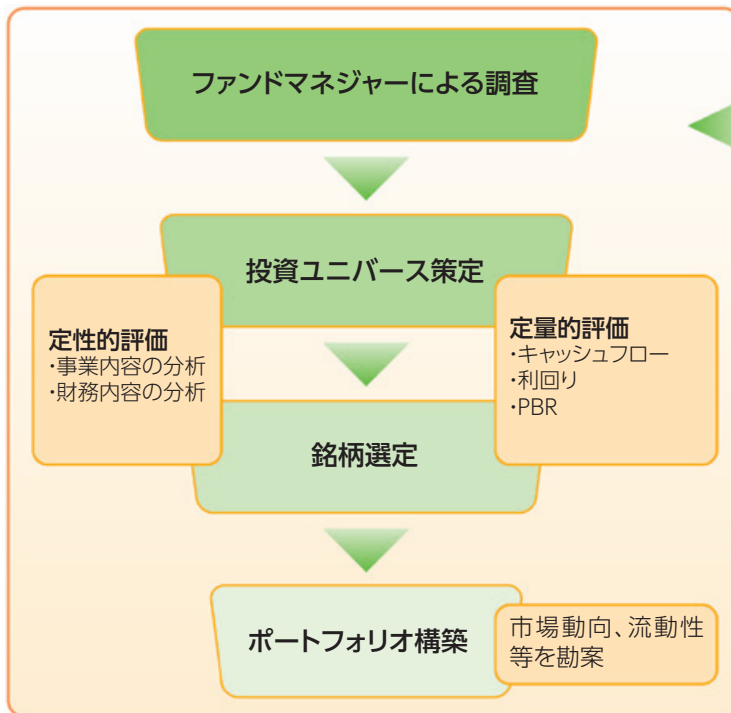 ファンドマネジャーによる調査
投資ユニバース策定
定性的評価
・事業内容の分析
・財務内容の分析
定量的評価
・キャッシュフロー
・利回り
・PBR
銘柄選定
ポートフォリオ構築
市場動向、流動性
等を勘案